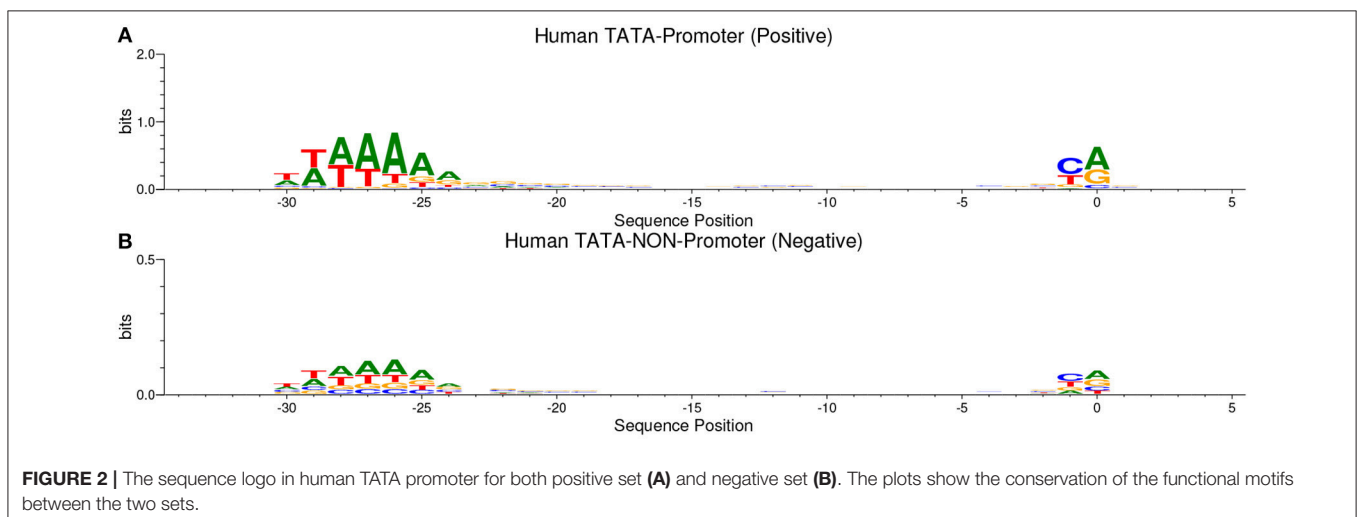 A
Human TATA-Promoter (Positive)
2.0
1.0
0.0
bits
-30 -25 -20 -15 -10 -5 0 5
Sequence Position
B
Human TATA-NON-Promoter (Negative)
0.5
0.0
bits
-30 -25 -20 -15 -10 -5 0 5
Sequence Position
FIGURE 2 | The sequence logo in human TATA promoter for both positive set (A) and negative set (B). The plots show the conservation of the functional motifs
between the two sets.